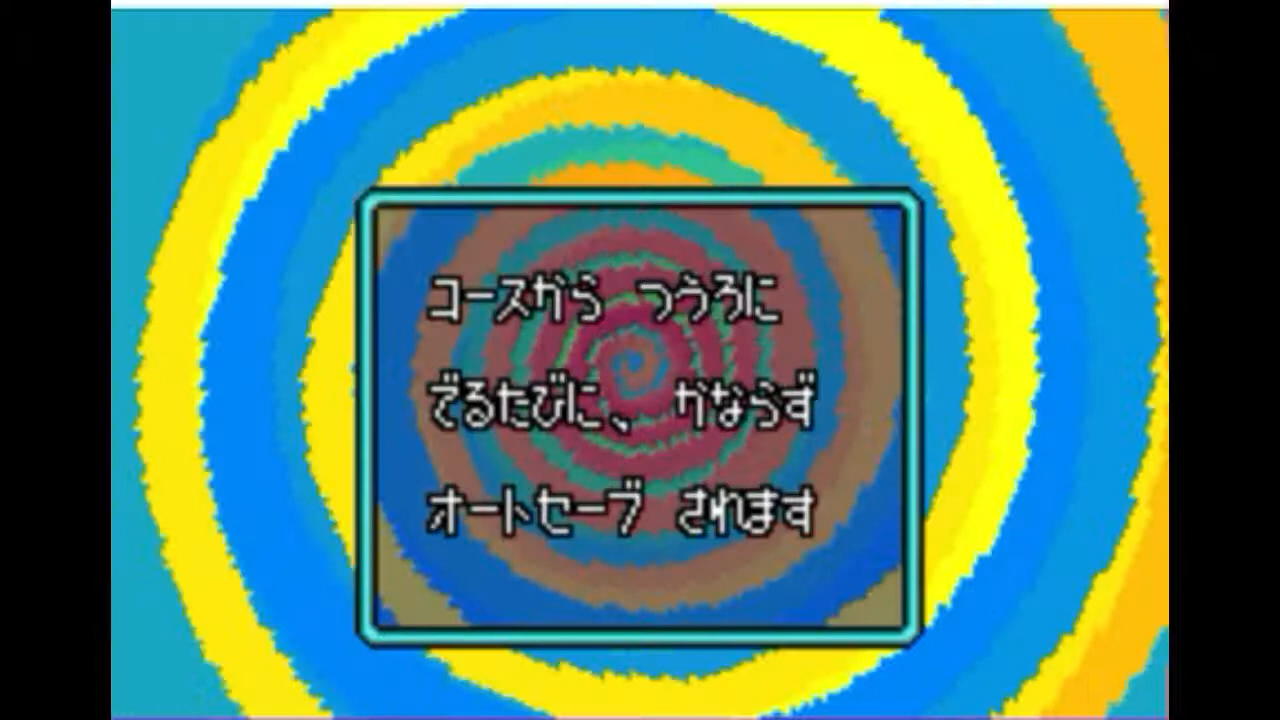 コースから つうろに
でるたびに、 かならず
オートセーブ されます